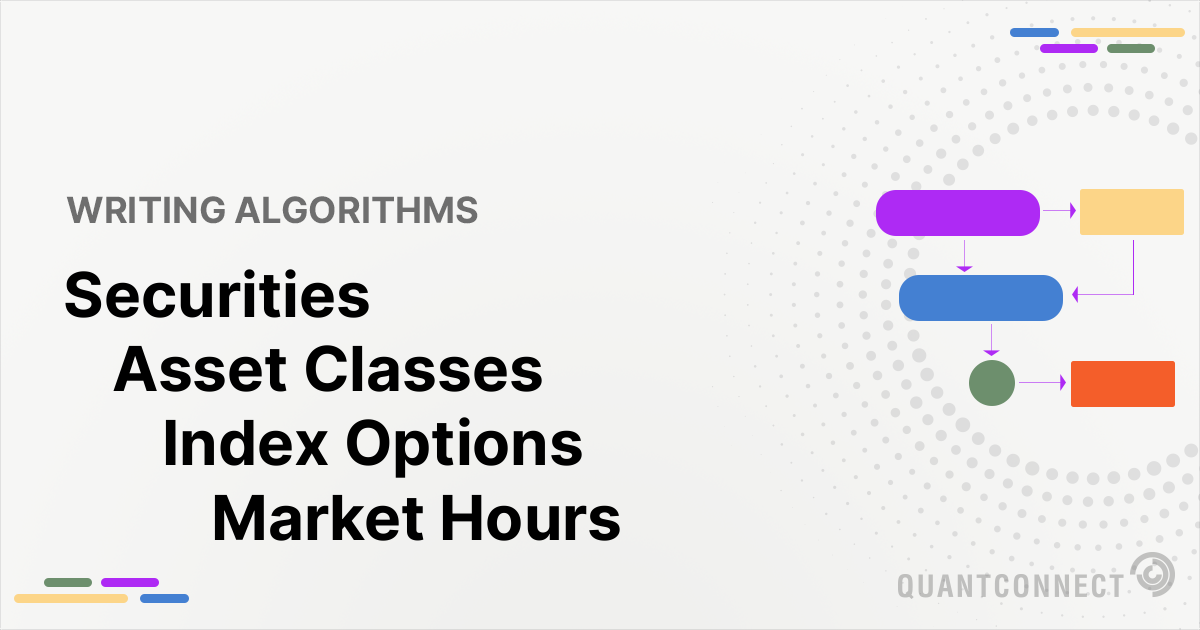 WRITING ALGORITHMS
Securities
Asset Classes
Index Options
Market Hours
QUANTCONNECT